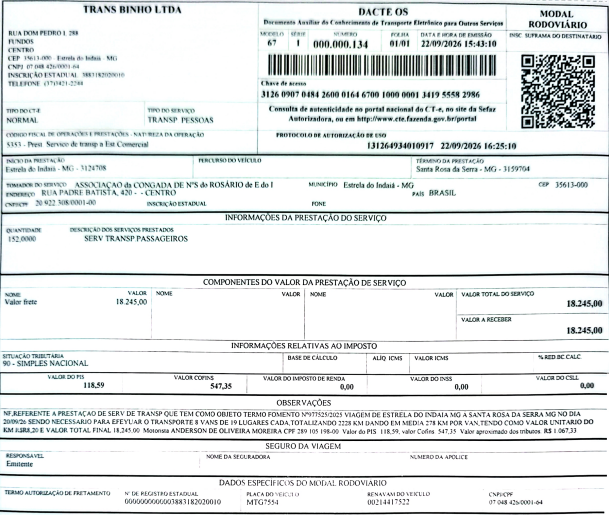 TRANS BINHO LTDA
RUA DOM PEDRO I, 288
FUNDOS
CENTRO
CEP 35613-000 Estrela do Indaiá - MG
CNPJ 07 048 426/0001-64
INSCRIÇÃO ESTADUAL 3883182020010
TELEFONE (37)3421-2284
DACTE OS
Documento Auxiliar do Conhecimento de Transporte Eletrônico para Outros Serviços
MODELO SÉRIE NÚMERO FOLHA DATA E HORA DE EMISSÃO
67 1 000.000.134 01/01 22/09/2026 15:43:10
Chave de acesso
3126 0907 0484 2600 0164 6700 1000 0001 3419 5558 2986
Consulta de autenticidade no portal nacional do CT-e, no site da Sefaz
Autorizadora, ou em http://www.cte.fazenda.gov.br/portal
MODAL
RODOVIÁRIO
INSC SUFRAMA DO DESTINATÁRIO
TIPO DO CT-E TIPO DO SERVIÇO
NORMAL TRANSP PESSOAS
CÓDIGO FISCAL DE OPERAÇÕES E PRESTAÇÕES - NATUREZA DA OPERAÇÃO
5353 - Prest Servico de transp a Est Comercial
PROTOCOLO DE AUTORIZAÇÃO DE USO
131264934010917 22/09/2026 16:25:10
INÍCIO DA PRESTAÇÃO PERCURSO DO VEÍCULO TÉRMINO DA PRESTAÇÃO
Estrela do Indaiá - MG - 3124708 Santa Rosa da Serra - MG - 3159704
TOMADOR DO SERVIÇO ASSOCIAÇAO da CONGADA DE NªS do ROSÁRIO DE E do I MUNICÍPIO Estrela do Indaiá - MG CEP 35613-000
ENDEREÇO RUA PADRE BATISTA, 420 - - CENTRO PAÍS BRASIL
CNPJ/CPF 20 922 308/0001-00 INSCRIÇÃO ESTADUAL FONE
INFORMAÇÕES DA PRESTAÇÃO DO SERVIÇO
QUANTIDADE DESCRIÇÃO DOS SERVIÇOS PRESTADOS
152,0000 SERV TRANSP PASSAGEIROS
COMPONENTES DO VALOR DA PRESTAÇÃO DE SERVIÇO
NOME VALOR NOME VALOR NOME VALOR VALOR TOTAL DO SERVIÇO
Valor frete 18.245,00 18.245,00
VALOR A RECEBER
18.245,00
INFORMAÇÕES RELATIVAS AO IMPOSTO
SITUAÇÃO TRIBUTARIA BASE DE CÁLCULO ALÍQ ICMS VALOR ICMS % RED BC CALC
90 - SIMPLES NACIONAL
VALOR DO PIS VALOR COFINS VALOR DO IMPOSTO DE RENDA VALOR DO INSS VALOR DO CSLL
118,59 547,35 0,00 0,00 0,00
OBSERVAÇÕES
NF,REFERENTE A PRESTAÇAO DE SERV DE TRANSP QUE TEM COMO OBJETO TERMO FOMENTO Nº977525/2025 VIAGEM DE ESTRELA DO INDAIA MG A SANTA ROSA DA SERRA MG NO DIA
20/09/26 SENDO NECESSÁRIO PARA EFEYUAR O TRANSPORTE 8 VANS DE 19 LUGARES CADA,TOTALIZANDO 2228 KM DANDO EM MEDIA 278 KM POR VAN,TENDO COMO VALOR UNITARIO DO
KM 8,20 E VALOR TOTAL FINAL 18,245.00 Motorista ANDERSON DE OLIVEIRA MOREIRA CPF 289 105 198-00 Valor do PIS 118,59, valor Cofins 547,35 Valor aproximado dos tributos R$ 1.067,33
SEGURO DA VIAGEM
RESPONSAVEL NOME DA SEGURADORA NÚMERO DA APOLICE
Emitente
DADOS ESPECÍFICOS DO MODAL RODOVIÁRIO
TERMO AUTORIZAÇÃO DE FRETAMENTO Nº DE REGISTRO ESTADUAL PLACA DO VEÍCULO RENAVAM DO VEÍCULO CNPJ/CPF
0000000000003883182020010 MTG7554 00214417522 07 048 426/0001-64